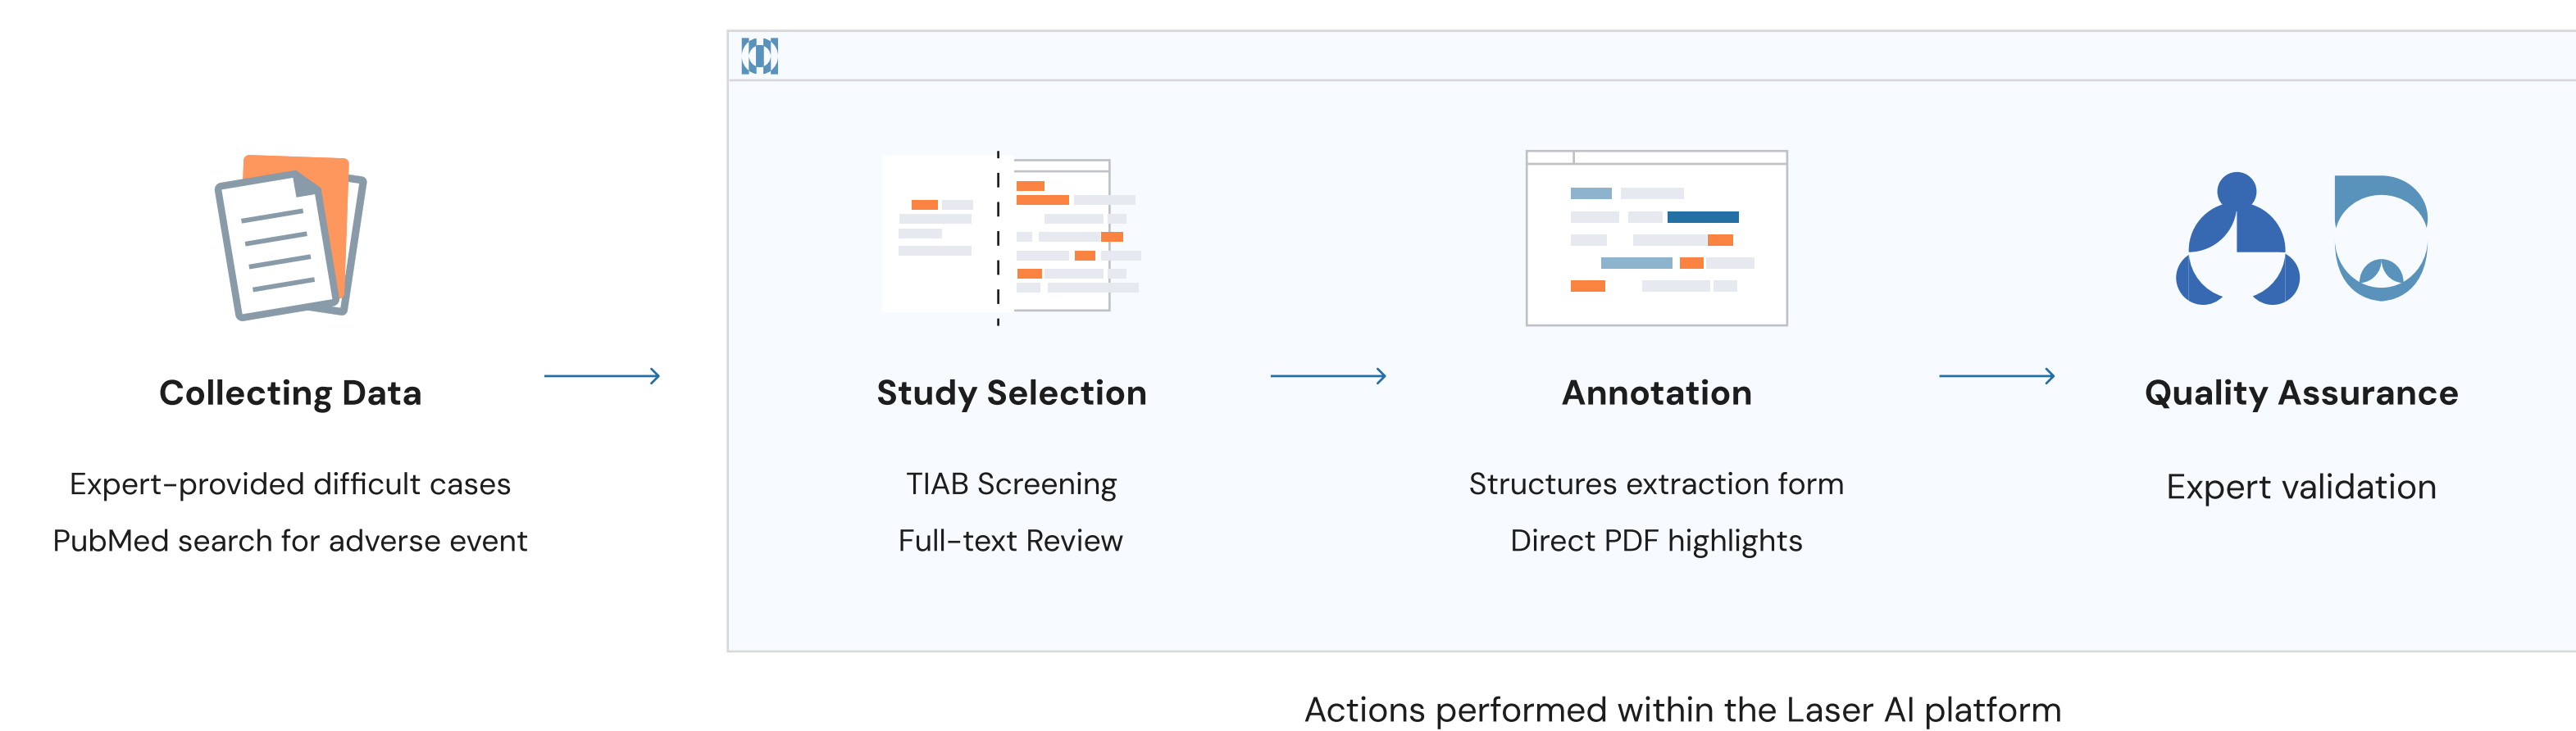 Collecting Data
Expert-provided difficult cases
PubMed search for adverse event
Study Selection
TIAB Screening
Full-text Review
Annotation
Structures extraction form
Direct PDF highlights
Quality Assurance
Expert validation
Actions performed within the Laser AI platform